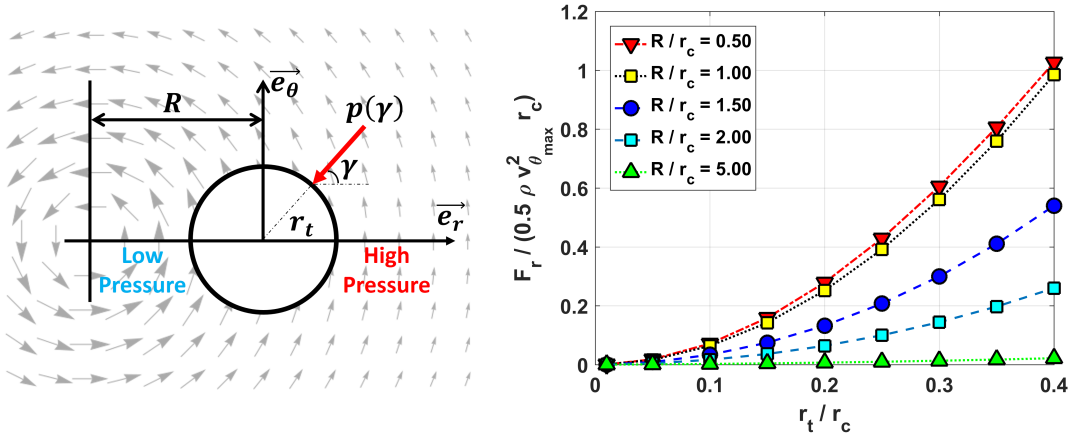 R
e_θ
p(γ)
γ
r_t
e_r
Low
Pressure
High
Pressure
F_r / (0.5 ρ v²_θmax r_c)
1.2
1
0.8
0.6
0.4
0.2
0
R / r_c = 0.50
R / r_c = 1.00
R / r_c = 1.50
R / r_c = 2.00
R / r_c = 5.00
0 0.1 0.2 0.3 0.4
r_t / r_c